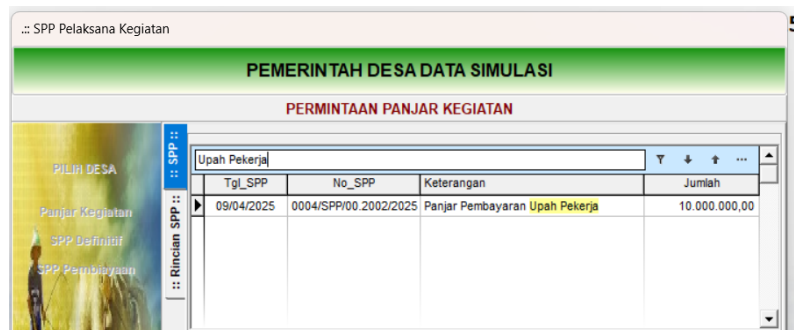 .:: SPP Pelaksana Kegiatan
PEMERINTAH DESA DATA SIMULASI
PERMINTAAN PANJAR KEGIATAN
PILIH DESA
Panjar Kegiatan
SPP Definitif
SPP Pembiayaan
:: SPP ::
:: Rincian SPP ::
Upah Pekerja
Tgl_SPP No_SPP Keterangan Jumlah
09/04/2025 0004/SPP/00.2002/2025 Panjar Pembayaran Upah Pekerja 10.000.000,00